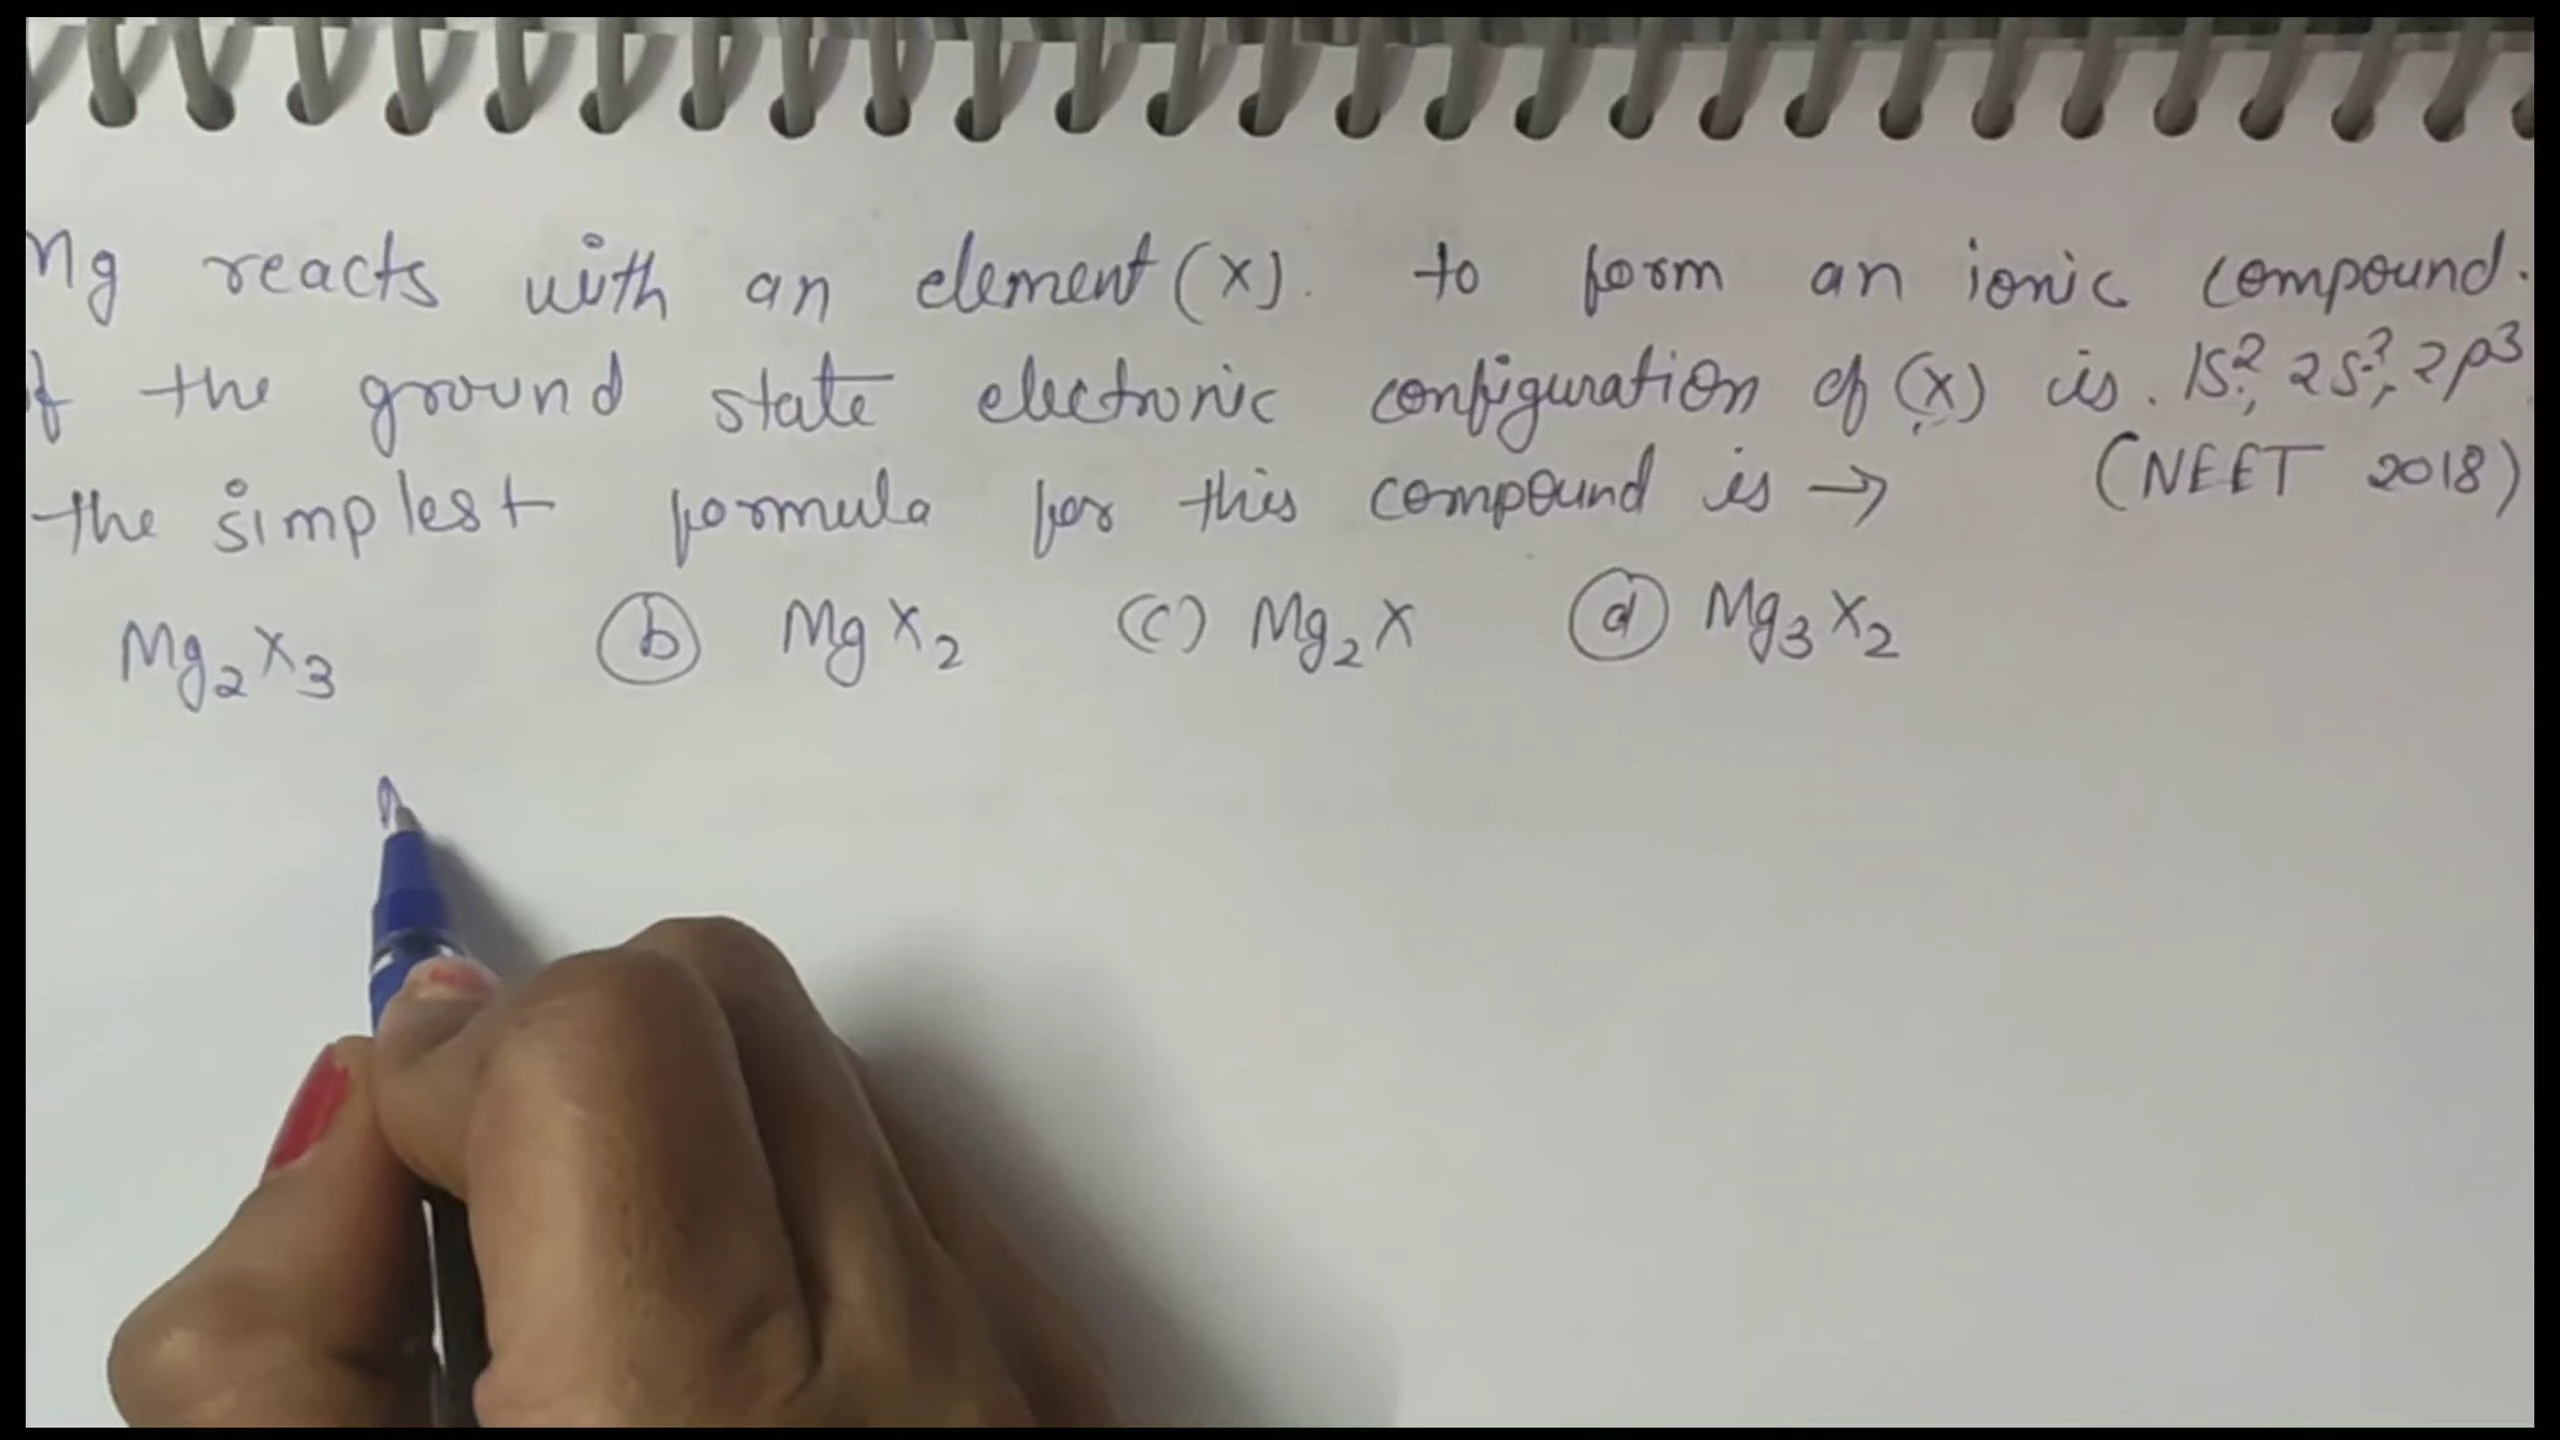 Mg reacts with an element (X). to form an ionic compound.
If the ground state electronic configuration of (X) is. 1S², 2S², 2p³
the simplest formula for this compound is → (NEET 2018)
Mg₂X₃ (b) MgX₂ (c) Mg₂X (d) Mg₃X₂